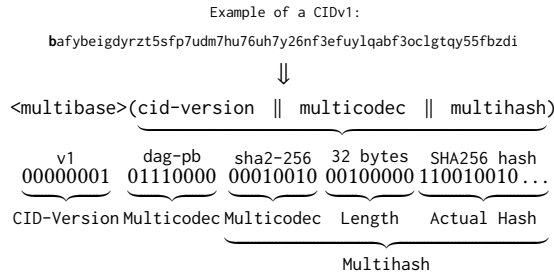 Example of a CIDv1:
bafybeigdyrzt5sfp7udm7hu76uh7y26nf3efuylqabf3oclgtqy55fbzdi
⇓
<multibase>(cid-version ‖ multicodec ‖ multihash)
v1 dag-pb sha2-256 32 bytes SHA256 hash
00000001 01110000 00010010 00100000 110010010...
CID-Version Multicodec Multicodec Length Actual Hash
Multihash